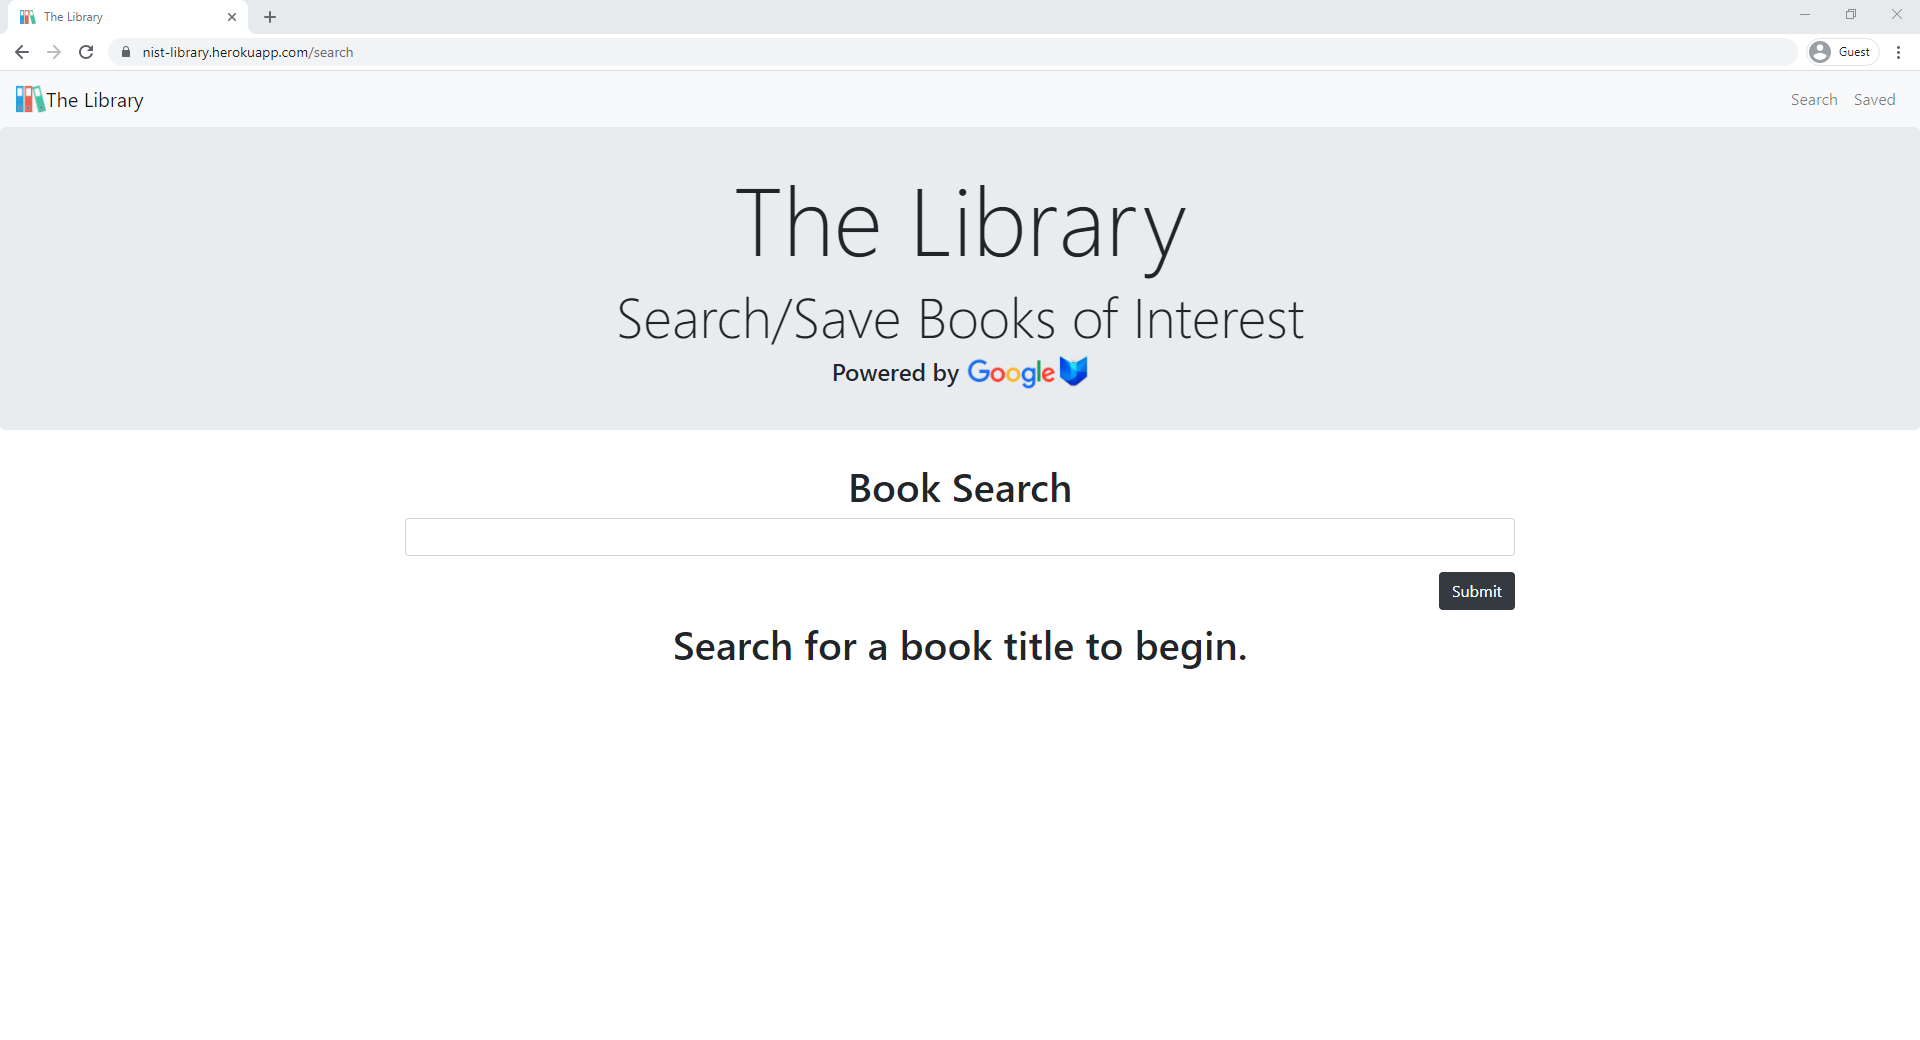 The Library
nist-library.herokuapp.com/search
Guest
The Library
Search
Saved
The Library
Search/Save Books of Interest
Powered by Google
Book Search
Submit
Search for a book title to begin.